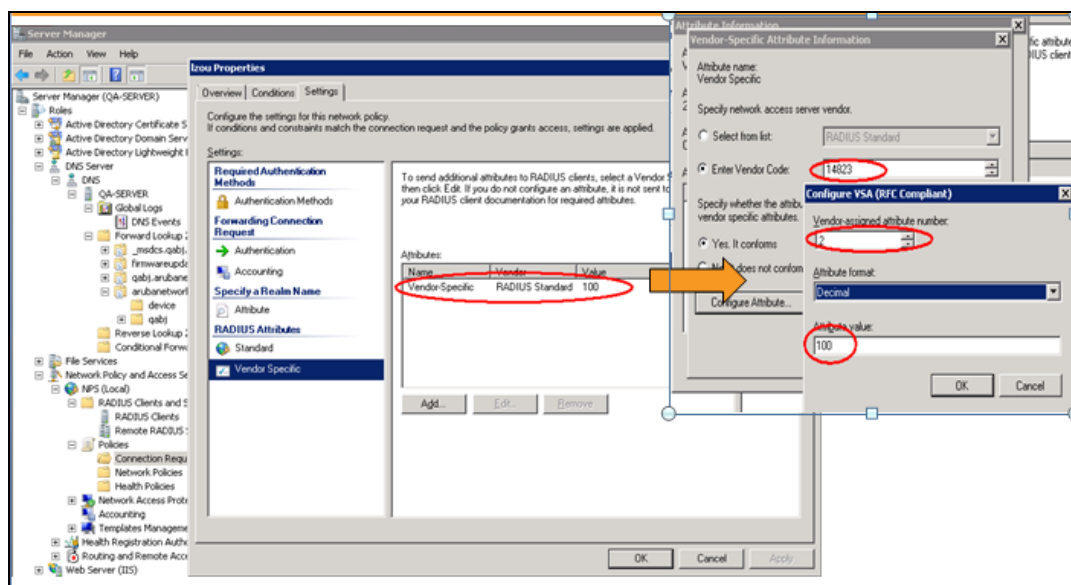 Server Manager
File Action View Help
Server Manager (QA-SERVER)
Roles
Active Directory Certificate S
Active Directory Domain Serv
Active Directory Lightweight
DNS Server
DNS
QA-SERVER
Global Logs
DNS Events
Forward Lookup
_msdcs.qabj.
firmwareupda
qabj.arubane
arubanetwork
device
qabj
Reverse Lookup
Conditional Forw
File Services
Network Policy and Access Se
NPS (Local)
RADIUS Clients and S
RADIUS Clients
Remote RADIUS
Policies
Connection Requ
Network Policies
Health Policies
Network Access Prote
Accounting
Templates Manageme
Health Registration Autho
Routing and Remote Acce
Web Server (IIS)
Izou Properties
Overview Conditions Settings
Configure the settings for this network policy.
If conditions and constraints match the connection request and the policy grants access, settings are applied.
Settings:
Required Authentication
Methods
Authentication Methods
Forwarding Connection
Request
Authentication
Accounting
Specify a Realm Name
Attribute
RADIUS Attributes
Standard
Vendor Specific
To send additional attributes to RADIUS clients, select a Vendor S
then click Edit. If you do not configure an attribute, it is not sent to
your RADIUS client documentation for required attributes.
Attributes:
Name Vendor Value
Vendor-Specific RADIUS Standard 100
Add... Edit... Remove
OK Cancel Apply
Attribute Information
Vendor-Specific Attribute Information
Attribute name:
Vendor Specific
Specify network access server vendor.
Select from list: RADIUS Standard
Enter Vendor Code: 14823
Specify whether the attribu
vendor specific attributes.
Yes. It conforms
does not conform
Configure Attribute...
fic attribute
IUS client
Configure VSA (RFC Compliant)
Vendor-assigned attribute number:
2
Attribute format:
Decimal
Attribute value:
100
OK Cancel